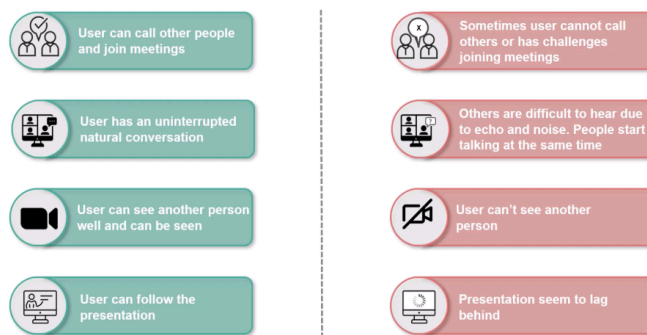 User can call other people
and join meetings
Sometimes user cannot call
others or has challenges
joining meetings
User has an uninterrupted
natural conversation
Others are difficult to hear due
to echo and noise. People start
talking at the same time
User can see another person
well and can be seen
User can't see another
person
User can follow the
presentation
Presentation seem to lag
behind